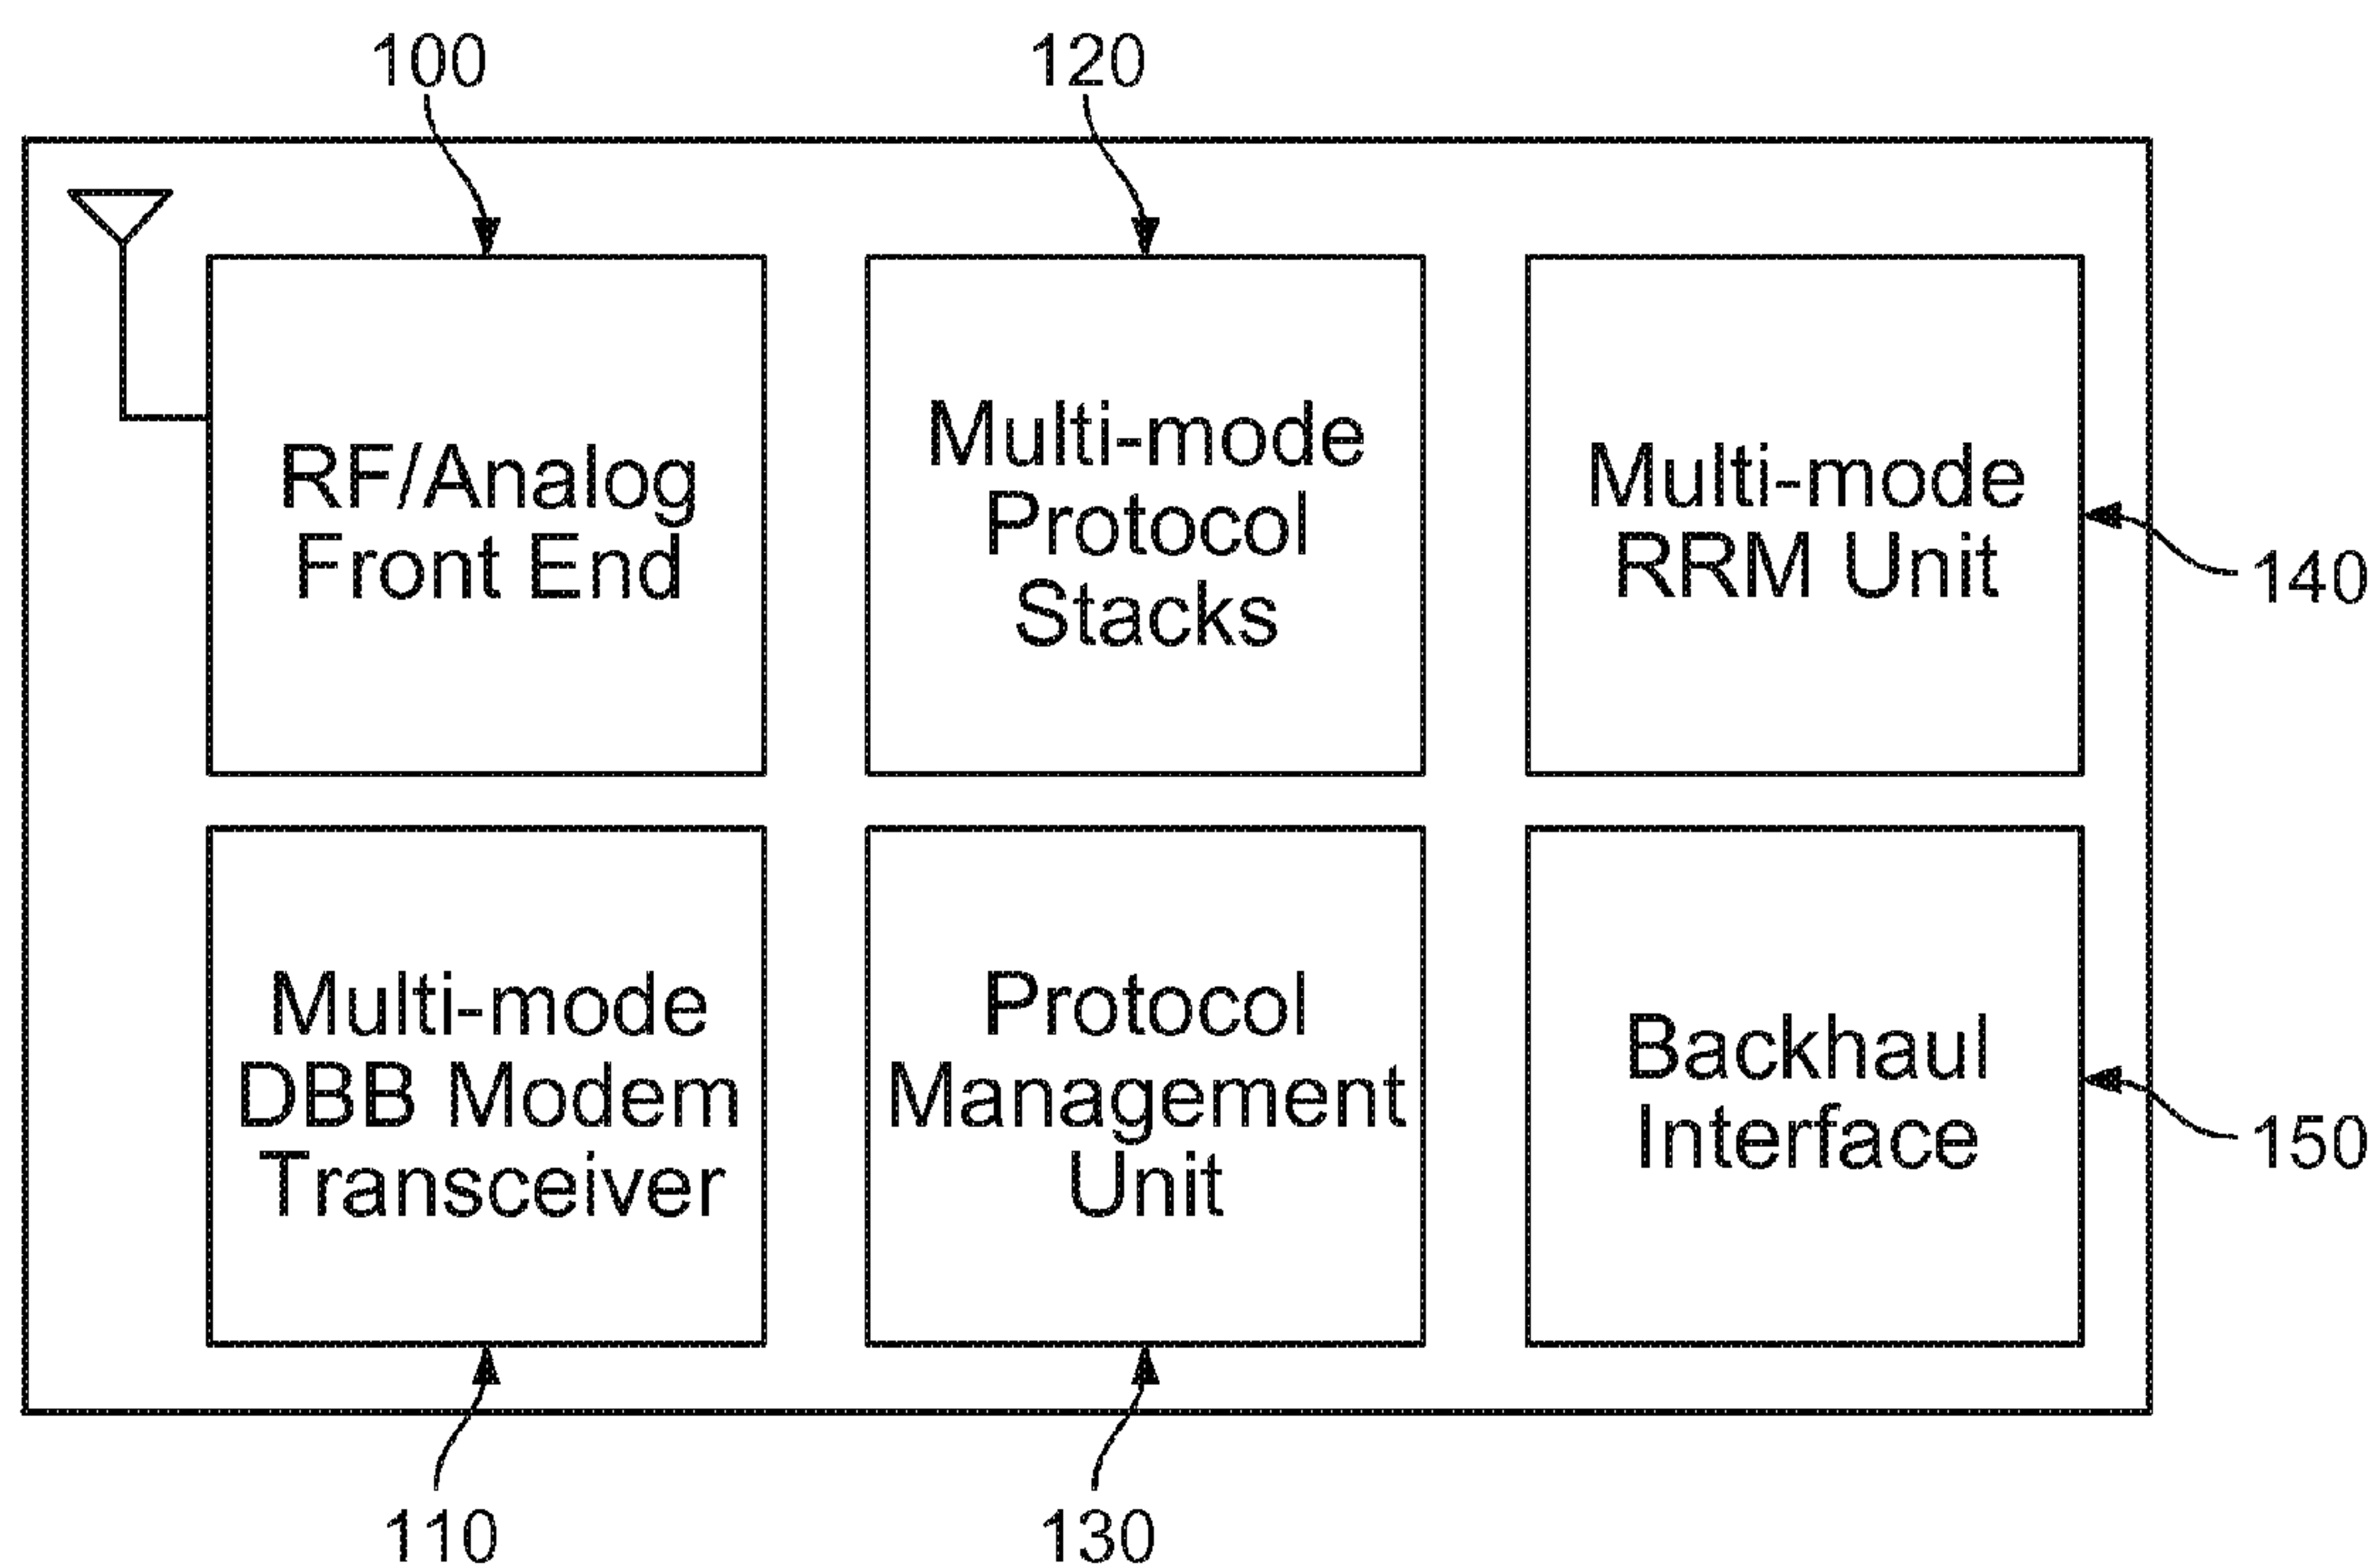 100
120
RF/Analog
Front End
Multi-mode
Protocol
Stacks
Multi-mode
RRM Unit
140
Multi-mode
DBB Modem
Transceiver
Protocol
Management
Unit
Backhaul
Interface
150
110
130